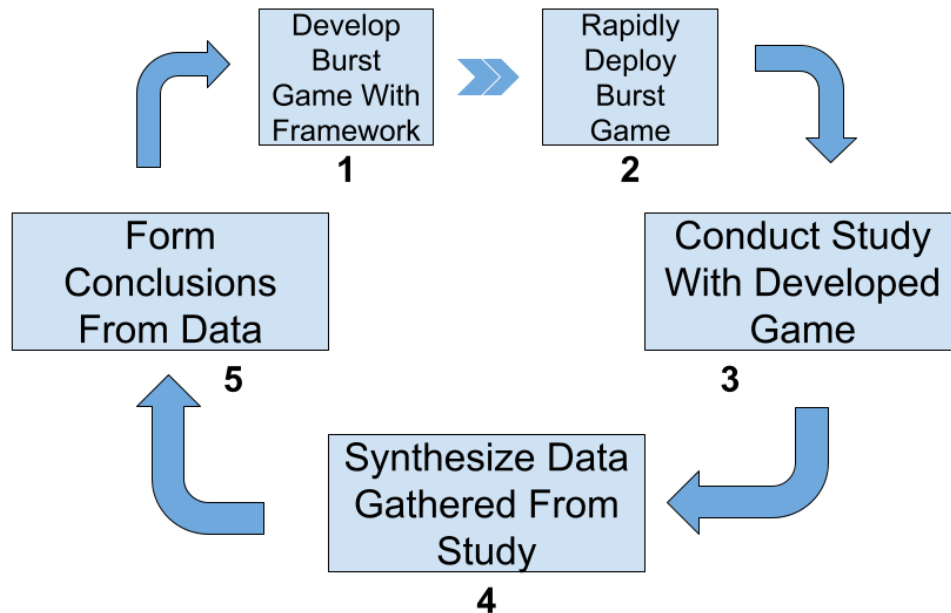 Develop
Burst
Game With
Framework
1
Rapidly
Deploy
Burst
Game
2
Conduct Study
With Developed
Game
3
Synthesize Data
Gathered From
Study
4
Form
Conclusions
From Data
5